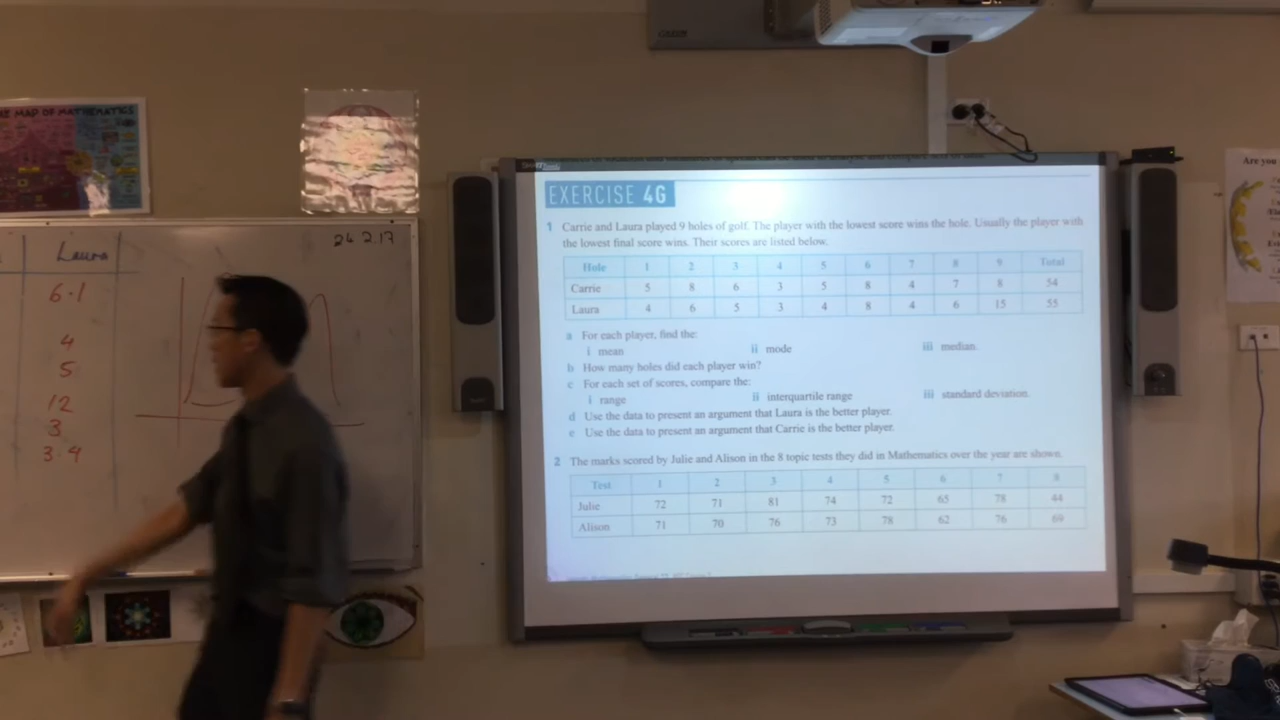 MAP OF MATHEMATICS
Laura
6.1
4
5
12
3
3.4
24.2.17
EXERCISE 4G
1 Carrie and Laura played 9 holes of golf. The player with the lowest score wins the hole. Usually the player with
the lowest final score wins. Their scores are listed below.
Hole 1 2 3 4 5 6 7 8 9 Total
Carrie 5 8 6 3 5 8 4 7 8 54
Laura 4 6 5 3 4 8 4 6 15 55
a For each player, find the:
i mean ii mode iii median.
b How many holes did each player win?
c For each set of scores, compare the:
i range ii interquartile range iii standard deviation.
d Use the data to present an argument that Laura is the better player.
e Use the data to present an argument that Carrie is the better player.
2 The marks scored by Julie and Alison in the 8 topic tests they did in Mathematics over the year are shown.
Test 1 2 3 4 5 6 7 8
Julie 72 71 81 74 72 65 78 44
Alison 71 70 76 73 78 62 76 69
Are you